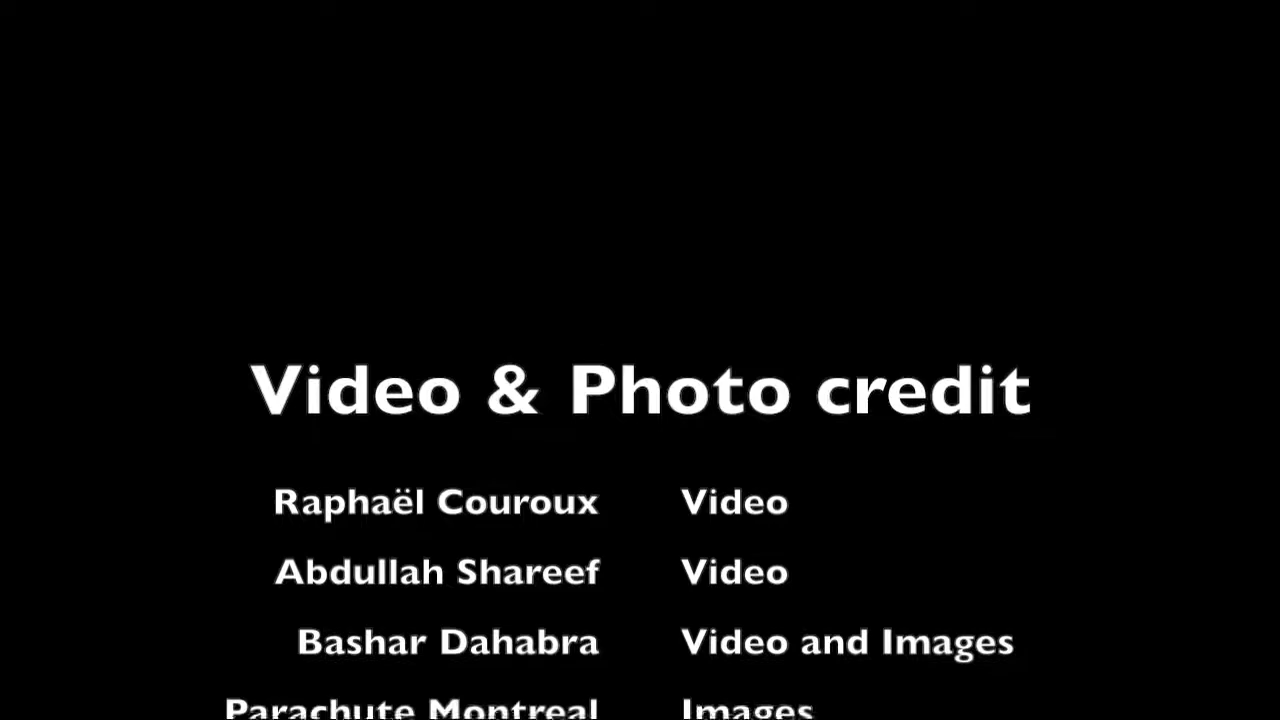 Video & Photo credit
Raphaël Couroux Video
Abdullah Shareef Video
Bashar Dahabra Video and Images
Parachute Montreal Images